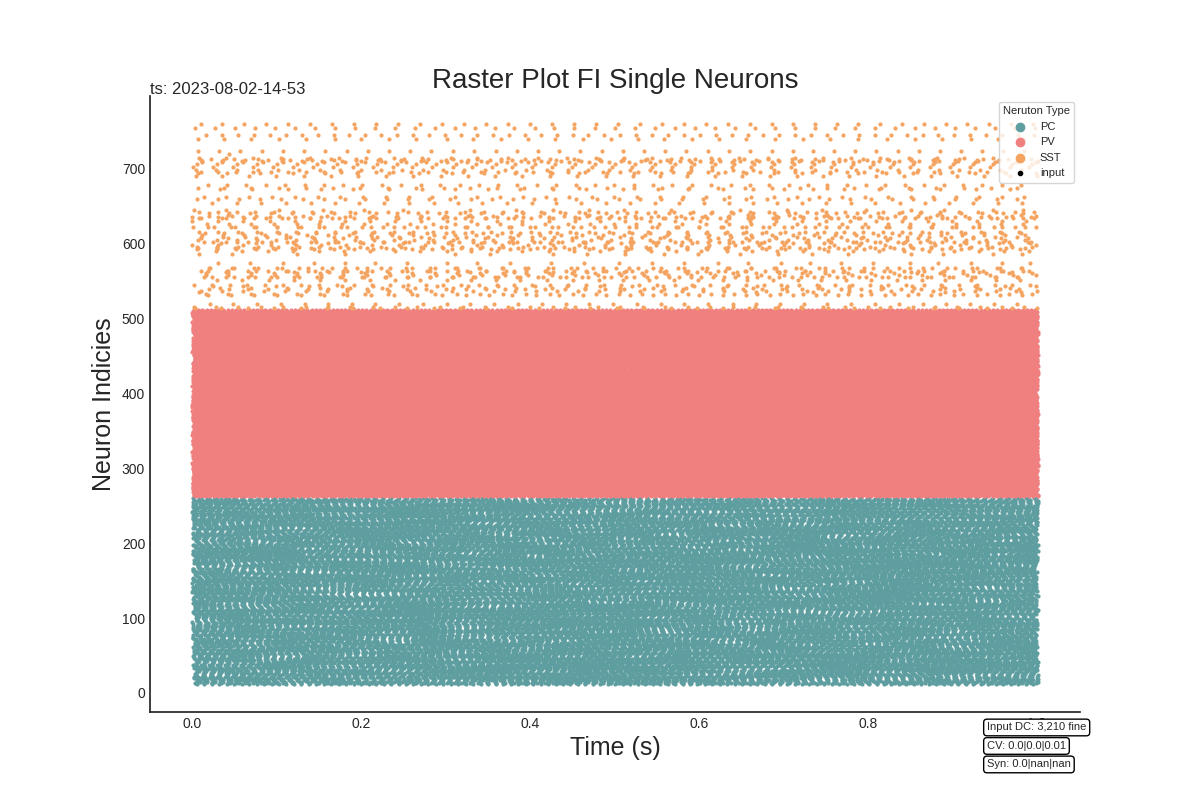 Raster Plot FI Single Neurons
ts: 2023-08-02-14-53
Neruton Type
PC
PV
SST
input
Neuron Indicies
700
600
500
400
300
200
100
0
0.0 0.2 0.4 0.6 0.8
Time (s)
Input DC: 3,210 fine
CV: 0.0|0.0|0.01
Syn: 0.0|nan|nan